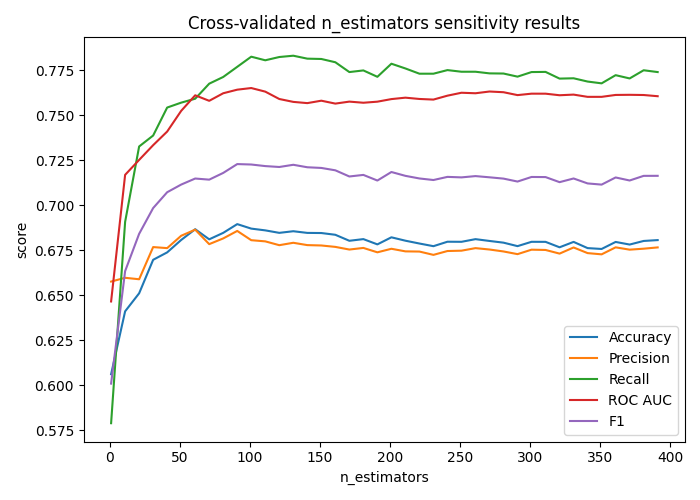 Cross-validated n_estimators sensitivity results
score
0.775
0.750
0.725
0.700
0.675
0.650
0.625
0.600
0.575
Accuracy
Precision
Recall
ROC AUC
F1
0 50 100 150 200 250 300 350 400
n_estimators